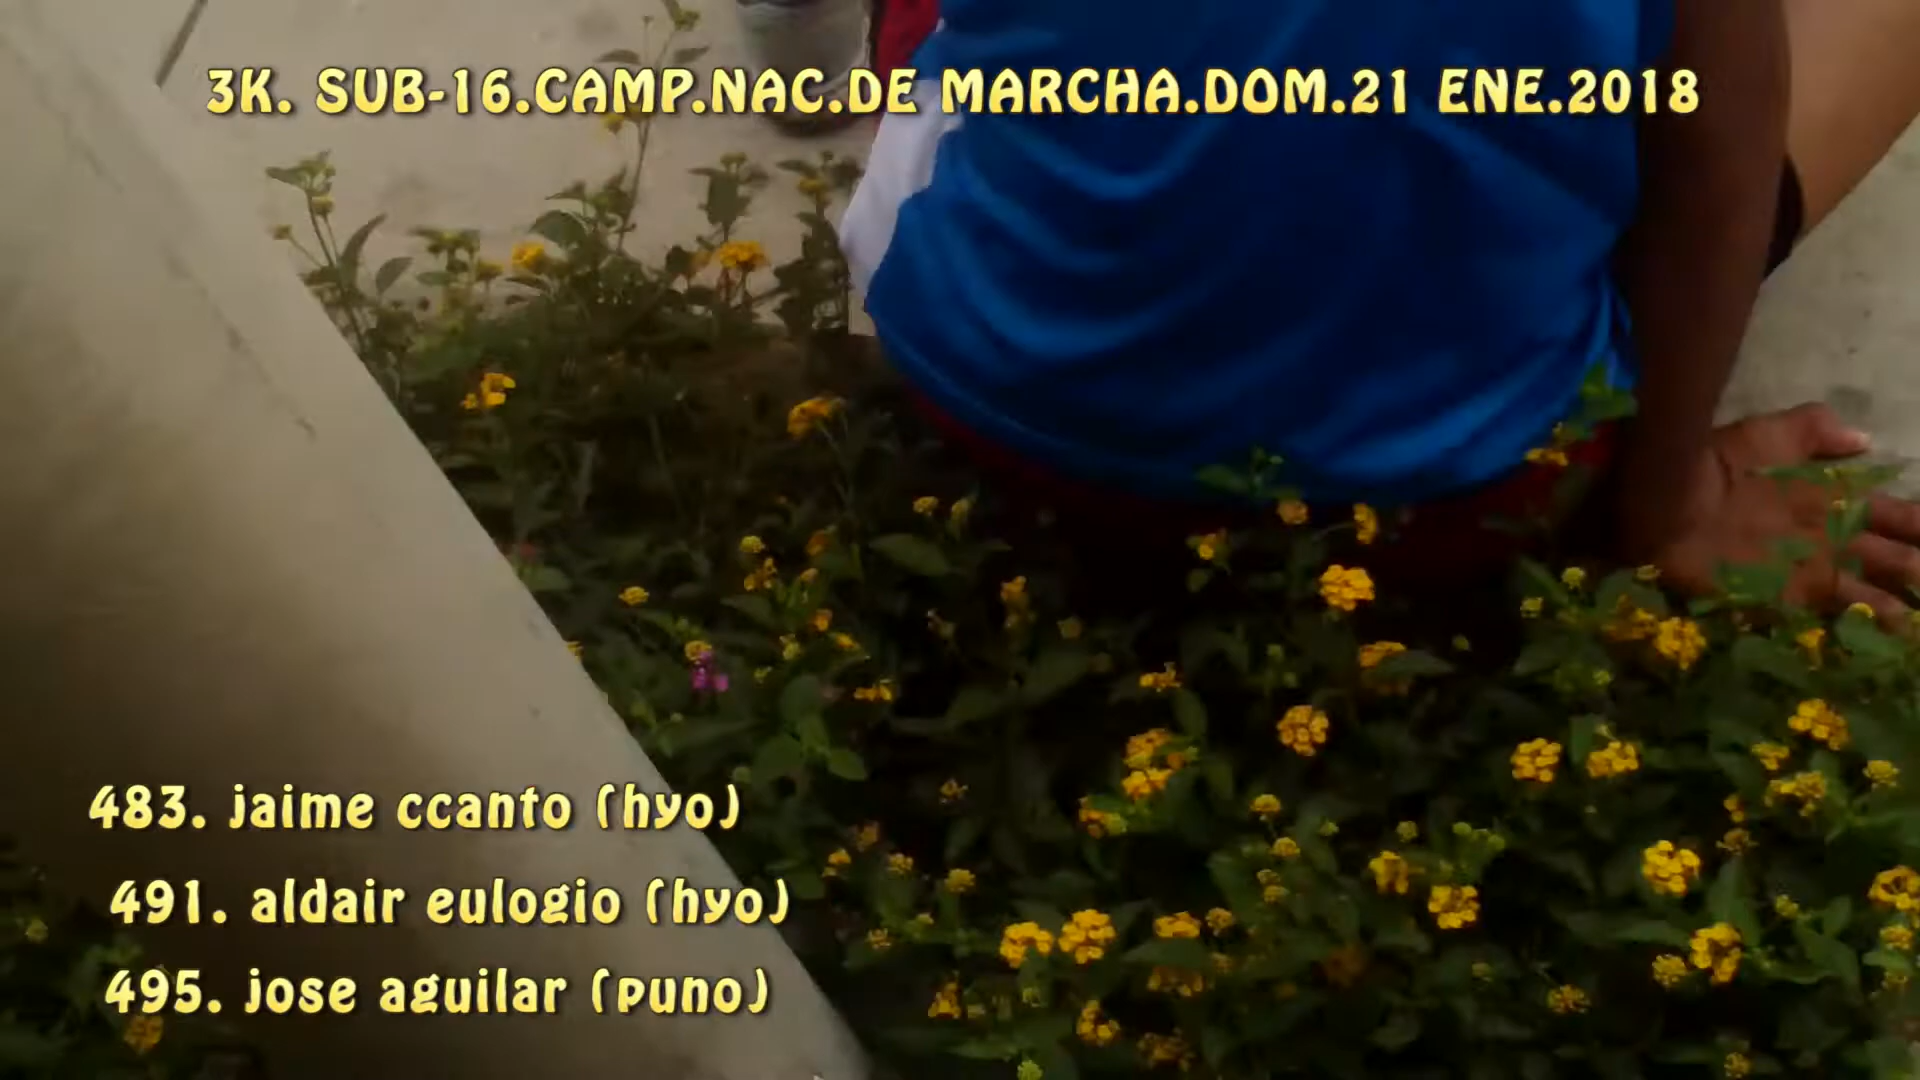 3K. SUB-16.CAMP.NAC.DE MARCHA.DOM.21 ENE.2018
483. jaime ccanto (hyo)
491. aldair eulogio (hyo)
495. jose aguilar (puno)